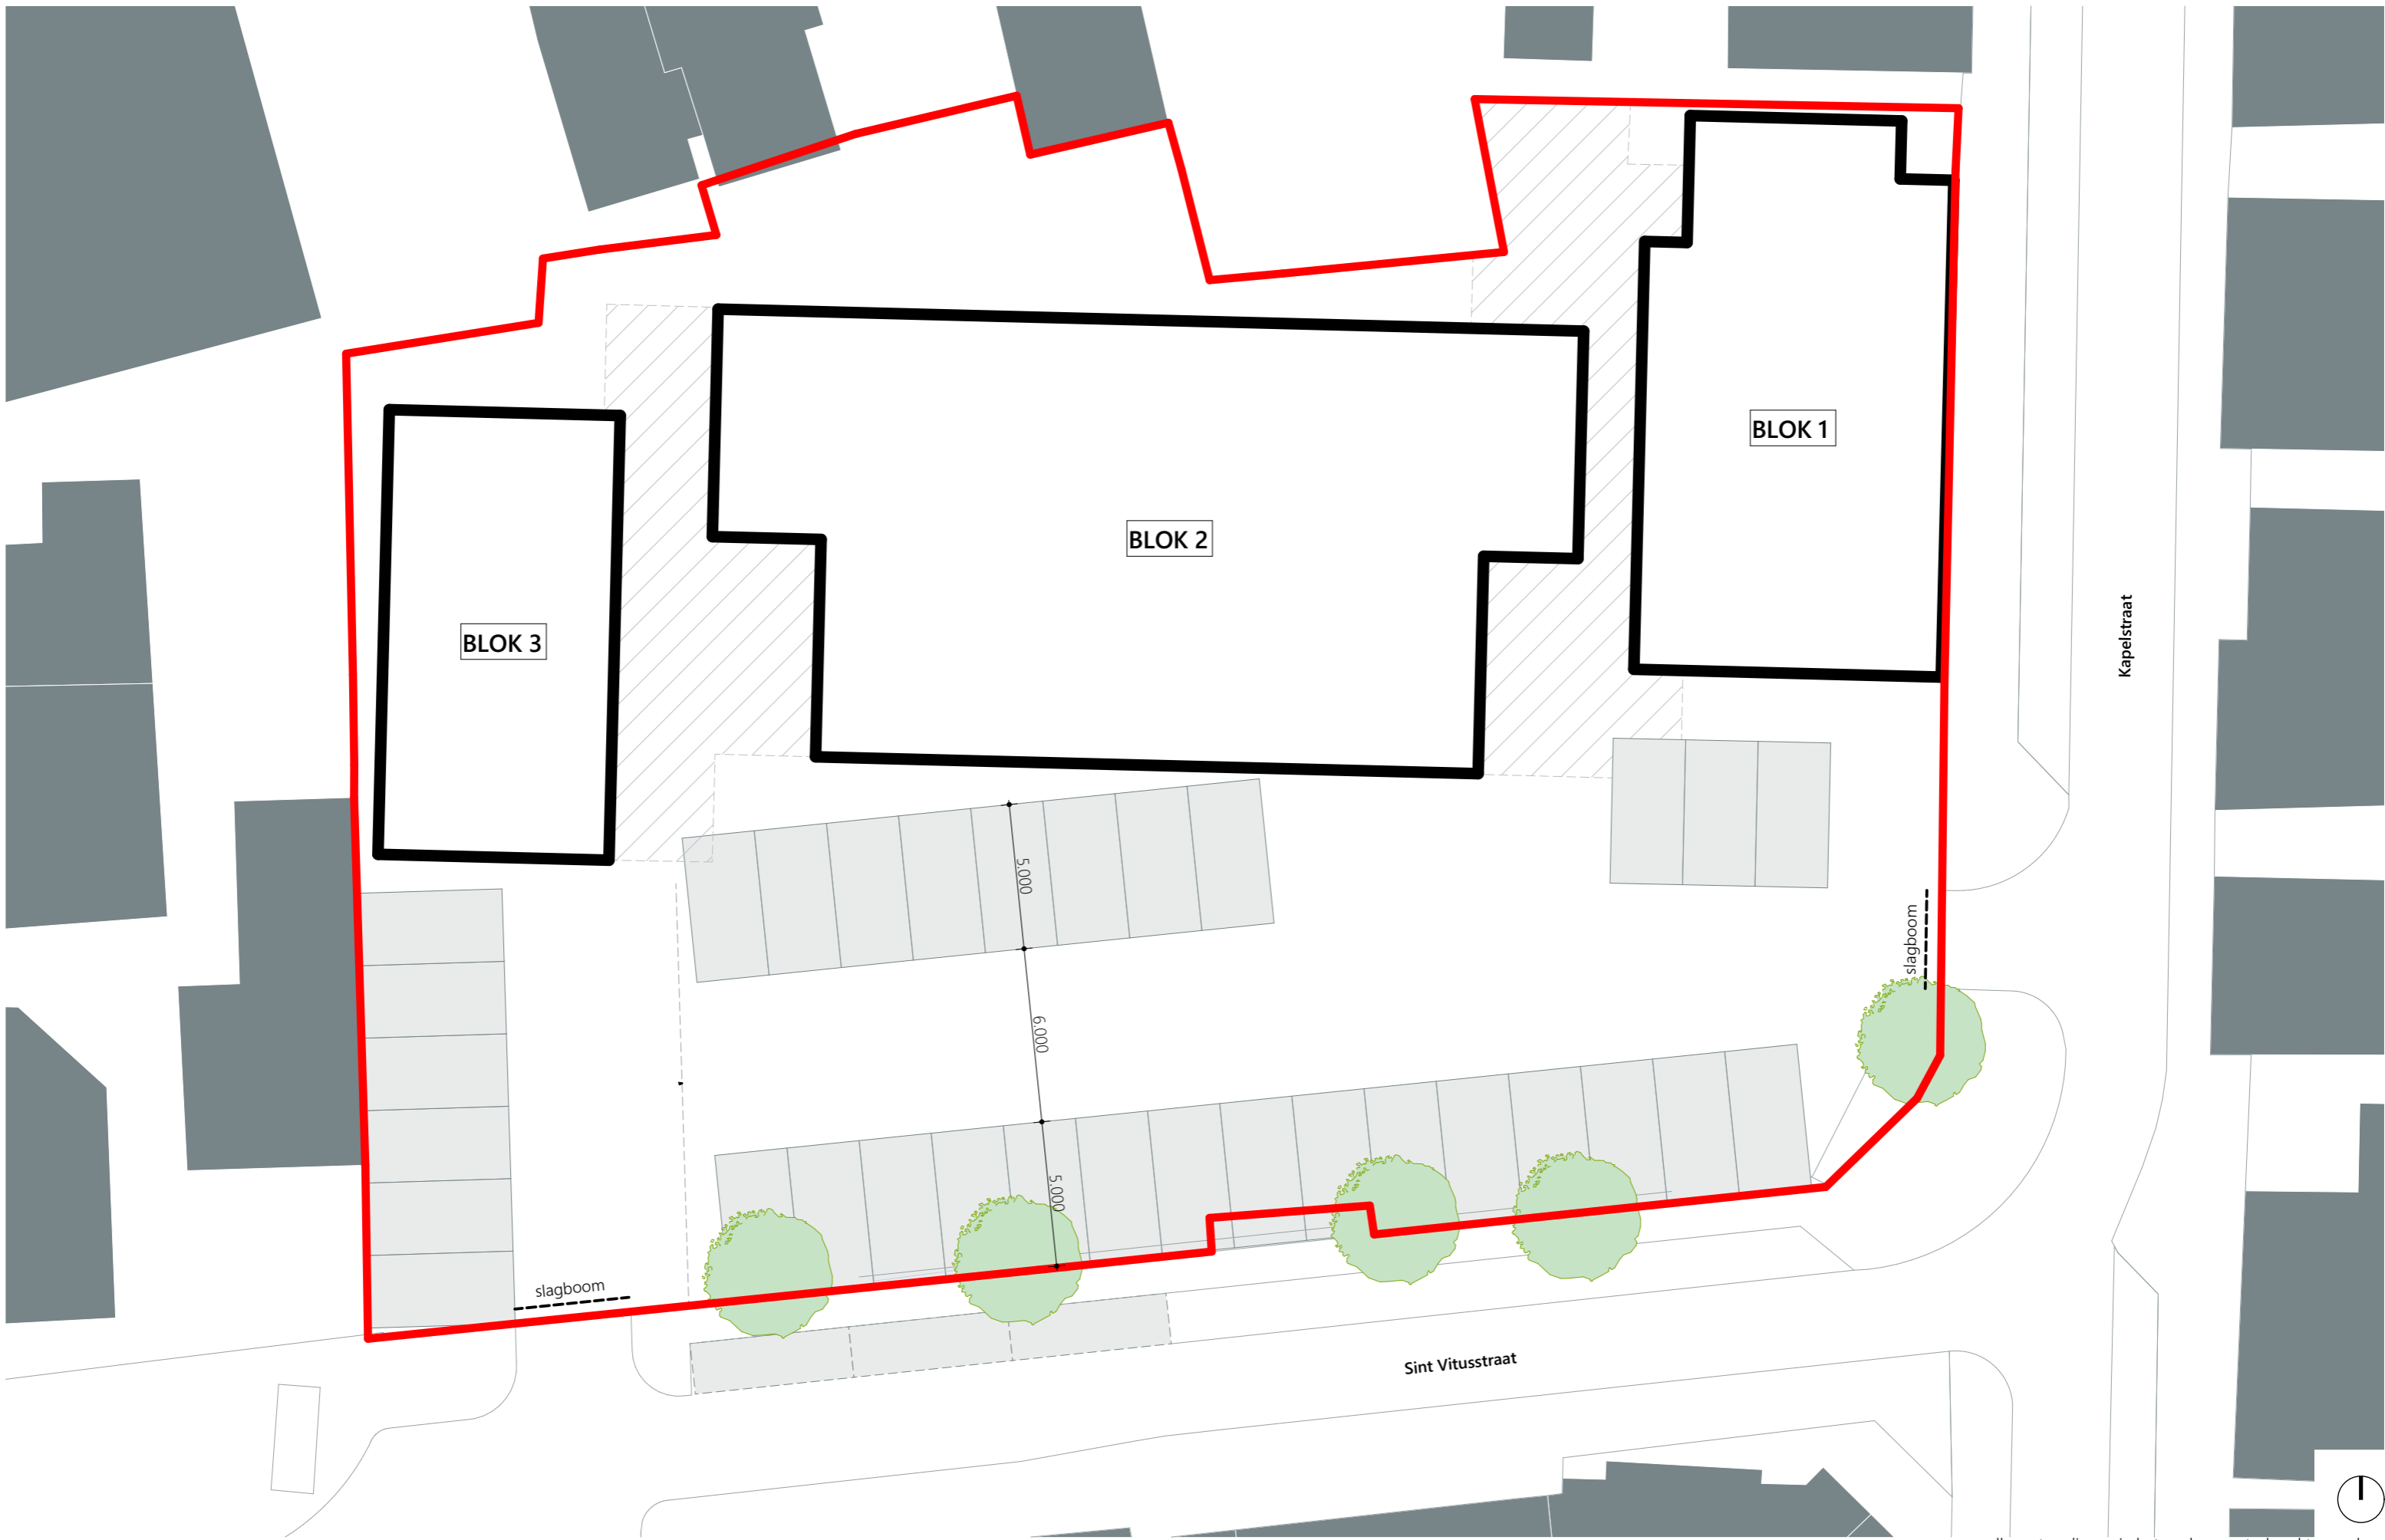 BLOK 1
BLOK 2
BLOK 3
Kapelstraat
5.000
slagboom
6.000
5.000
slagboom
Sint Vitusstraat